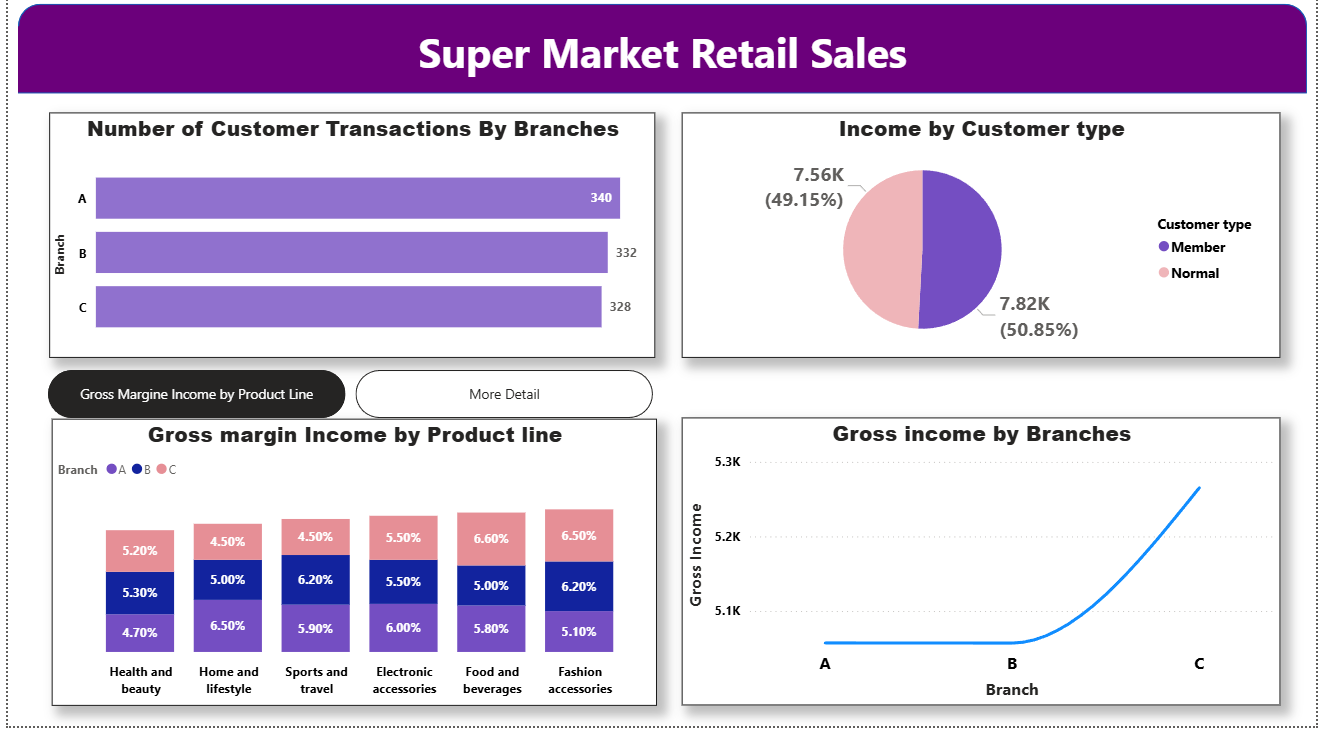 Super Market Retail Sales
Number of Customer Transactions By Branches
Branch
A
340
B
332
C
328
Income by Customer type
7.56K
(49.15%)
7.82K
(50.85%)
Customer type
Member
Normal
Gross Margine Income by Product Line
More Detail
Gross margin Income by Product line
Branch A B C
5.20% 4.50% 4.50% 5.50% 6.60% 6.50%
5.30% 5.00% 6.20% 5.50% 5.00% 6.20%
4.70% 6.50% 5.90% 6.00% 5.80% 5.10%
Health and
beauty
Home and
lifestyle
Sports and
travel
Electronic
accessories
Food and
beverages
Fashion
accessories
Gross income by Branches
Gross Income
5.3K
5.2K
5.1K
A B C
Branch